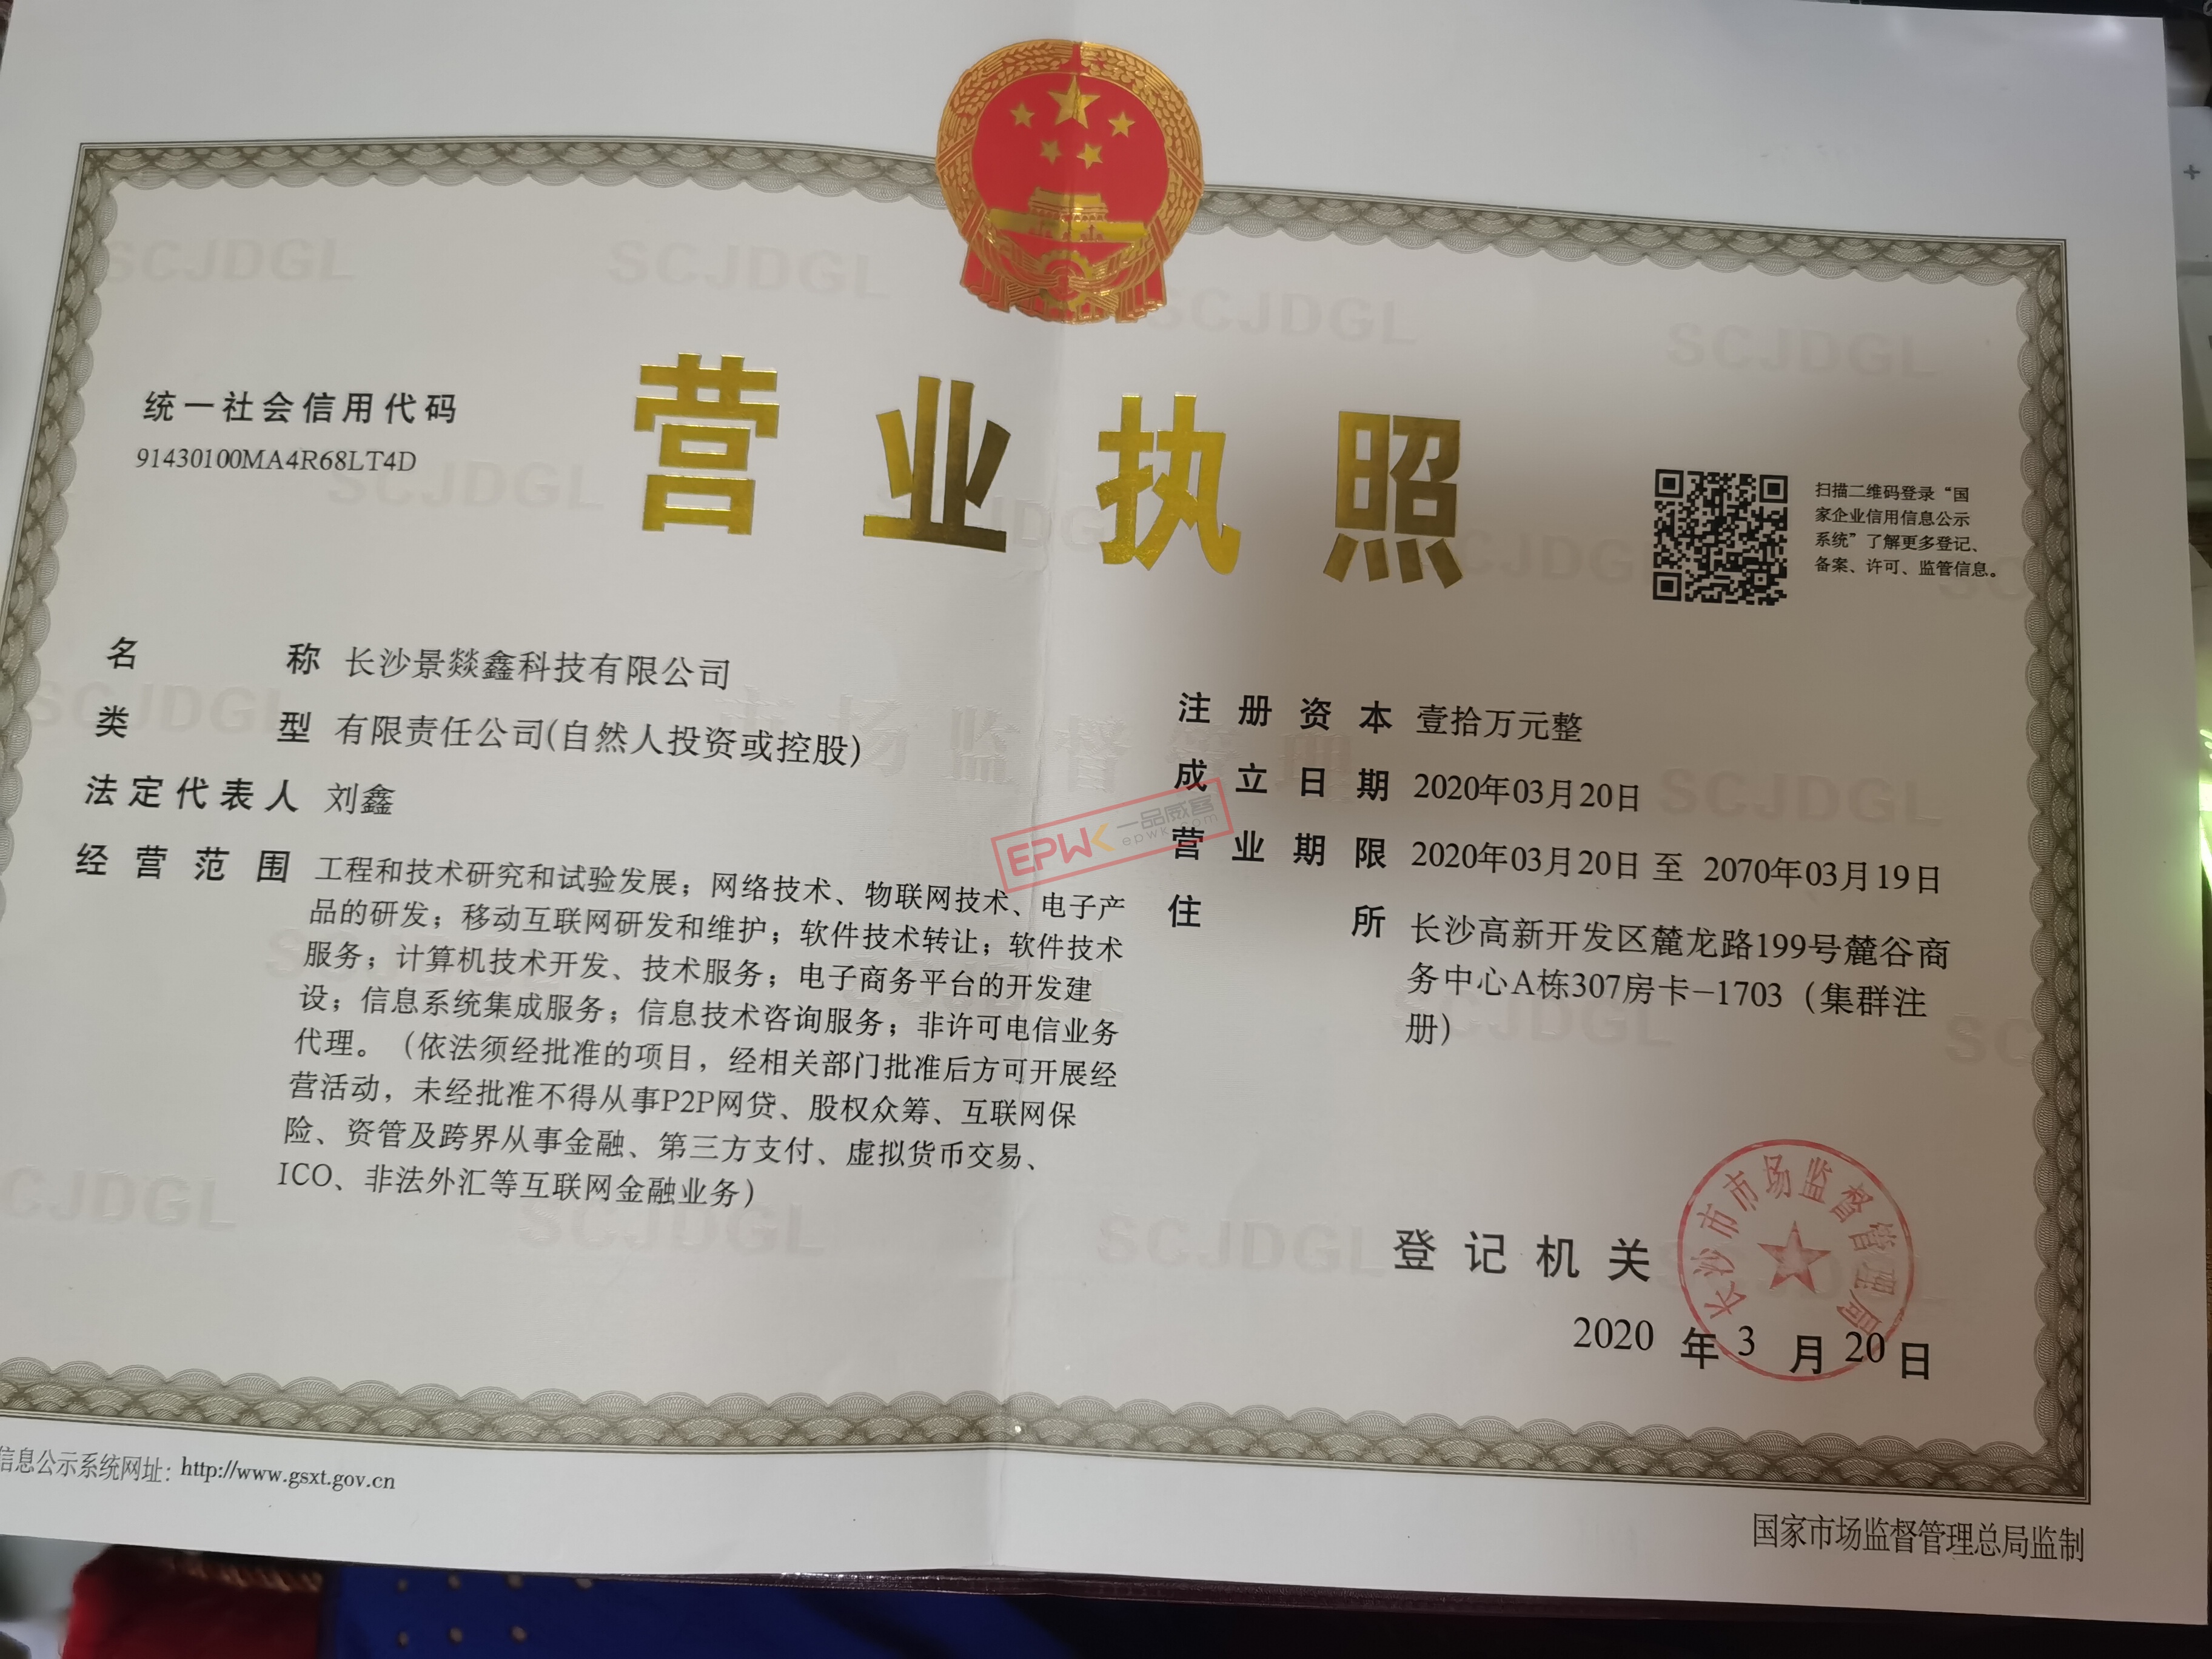 营业执照
统一社会信用代码
91430100MA4R68LT4D
扫描二维码登录“国
家企业信用信息公示
系统”了解更多登记、
备案、许可、监管信息。
名称 长沙景燚鑫科技有限公司
类型 有限责任公司(自然人投资或控股)
法定代表人 刘鑫
经营范围 工程和技术研究和试验发展；网络技术、物联网技术、电子产
品的研发；移动互联网研发和维护；软件技术转让；软件技术
服务；计算机技术开发、技术服务；电子商务平台的开发建
设；信息系统集成服务；信息技术咨询服务；非许可电信业务
代理。（依法须经批准的项目，经相关部门批准后方可开展经
营活动，未经批准不得从事P2P网贷、股权众筹、互联网保
险、资管及跨界从事金融、第三方支付、虚拟货币交易、
ICO、非法外汇等互联网金融业务）
注册资本 壹拾万元整
成立日期 2020年03月20日
营业期限 2020年03月20日 至 2070年03月19日
住所 长沙高新开发区麓龙路199号麓谷商
务中心A栋307房卡-1703（集群注
册）
登记机关
长沙市市场监督管理局
2020 年 3 月 20 日
信息公示系统网址：http://www.gsxt.gov.cn
国家市场监督管理总局监制
EPWK 一品威客
epwk.com
市场监督管理
SCJDGL